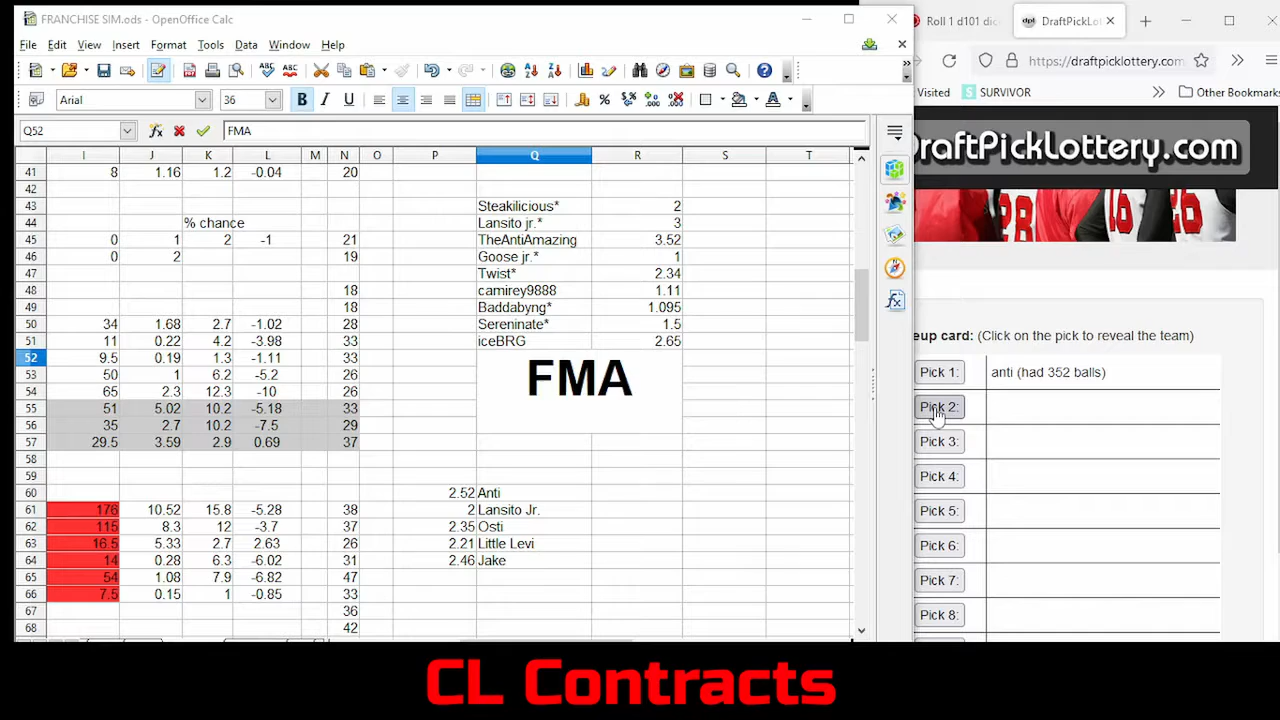 FRANCHISE SIM.ods - OpenOffice Calc
File Edit View Insert Format Tools Data Window Help
Arial 36 B I U
Q52 FMA
I J K L M N O P Q R S T
41 8 1.16 1.2 -0.04 20
42
43 Steakilicious* 2
44 % chance Lansito jr.* 3
45 0 1 2 -1 21 TheAntiAmazing 3.52
46 0 2 19 Goose jr.* 1
47 Twist* 2.34
48 18 camirey9888 1.11
49 18 Baddabyng* 1.095
50 34 1.68 2.7 -1.02 28 Sereninate* 1.5
51 11 0.22 4.2 -3.98 33 iceBRG 2.65
52 9.5 0.19 1.3 -1.11 33 FMA
53 50 1 6.2 -5.2 26
54 65 2.3 12.3 -10 26
55 51 5.02 10.2 -5.18 33
56 35 2.7 10.2 -7.5 29
57 29.5 3.59 2.9 0.69 37
58
59
60 2.52 Anti
61 176 10.52 15.8 -5.28 38 2 Lansito Jr.
62 115 8.3 12 -3.7 37 2.35 Osti
63 16.5 5.33 2.7 2.63 26 2.21 Little Levi
64 14 0.28 6.3 -6.02 31 2.46 Jake
65 54 1.08 7.9 -6.82 47
66 7.5 0.15 1 -0.85 33
67 36
68 42
Roll 1 d101 dic
dpl DraftPickLot
https://draftpicklottery.com
Visited S SURVIVOR Other Bookmarks
DraftPickLottery.com
28 16 26
eup card: (Click on the pick to reveal the team)
Pick 1: anti (had 352 balls)
Pick 2:
Pick 3:
Pick 4:
Pick 5:
Pick 6:
Pick 7:
Pick 8:
CL Contracts